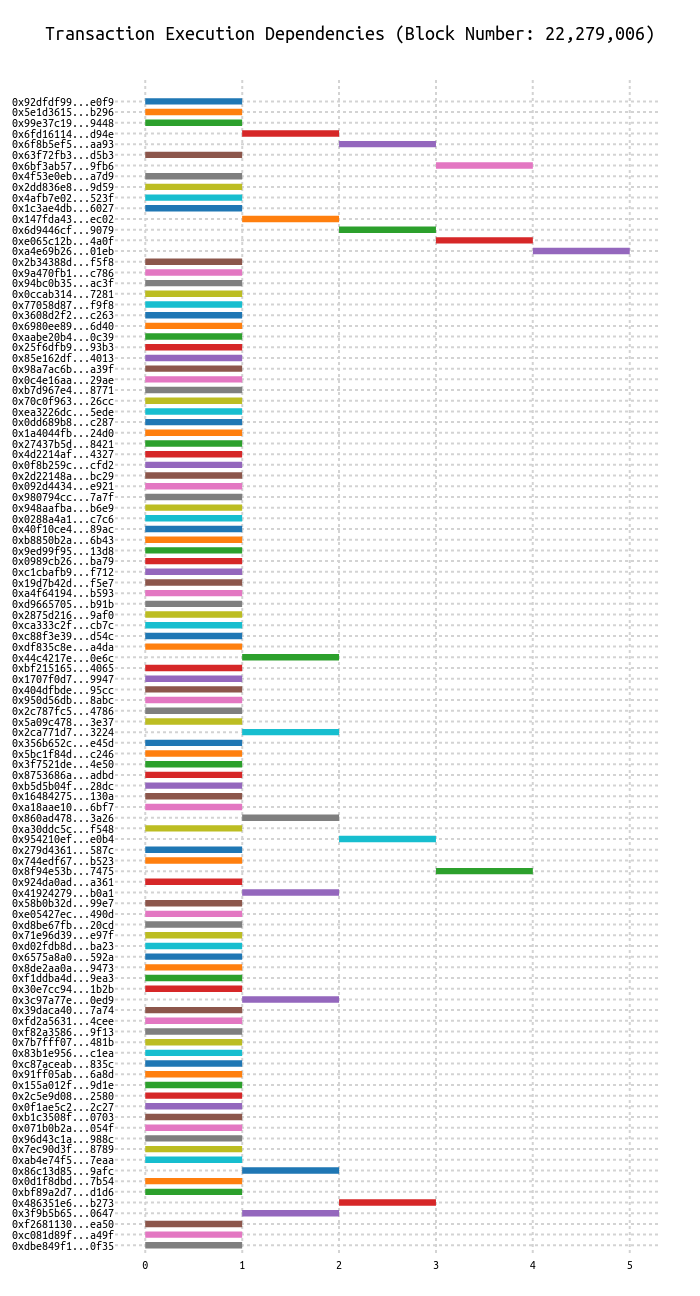 Transaction Execution Dependencies (Block Number: 22,279,006)
0x92dfdf99...e0f9
0x5e1d3615...b296
0x99e37c19...9448
0x6fd16114...d94e
0x6f8b5ef5...aa93
0x63f72fb3...d5b3
0x6bf3ab57...9fb6
0x4f53e0eb...a7d9
0x2dd836e8...9d59
0x4afb7e02...523f
0x1c3ae4db...6027
0x147fda43...ec02
0x6d9446cf...9079
0xe065c12b...4a0f
0xa4e69b26...01eb
0x2b34388d...f5f8
0x9a470fb1...c786
0x94bc0b35...ac3f
0x0ccab314...7281
0x77058d87...f9f8
0x3608d2f2...c263
0x6980ee89...6d40
0xaabe20b4...0c39
0x25f6dfb9...93b3
0x85e162df...4013
0x98a7ac6b...a39f
0x0c4e16aa...29ae
0xb7d967e4...8771
0x70c0f963...26cc
0xea3226dc...5ede
0x0dd689b8...c287
0x1a4044fb...24d0
0x27437b5d...8421
0x4d2214af...4327
0x0f8b259c...cfd2
0x2d22148a...bc29
0x092d4434...e921
0x980794cc...7a7f
0x948aafba...b6e9
0x0288a4a1...c7c6
0x40f10ce4...89ac
0xb8850b2a...6b43
0x9ed99f95...13d8
0x0989cb26...ba79
0xc1cbafb9...f712
0x19d7b42d...f5e7
0xa4f64194...b593
0xd9665705...b91b
0x2875d216...9af0
0xca333c2f...cb7c
0xc88f3e39...d54c
0xdf835c8e...a4da
0x44c4217e...0e6c
0xbf215165...4065
0x1707f0d7...9947
0x404dfbde...95cc
0x950d56db...8abc
0x2c787fc5...4786
0x5a09c478...3e37
0x2ca771d7...3224
0x356b652c...e45d
0x5bc1f84d...c246
0x3f7521de...4e50
0x8753686a...adbd
0xb5d5b04f...28dc
0x16484275...130a
0xa18aae10...6bf7
0x860ad478...3a26
0xa30ddc5c...f548
0x954210ef...e0b4
0x279d4361...587c
0x744edf67...b523
0x8f94e53b...7475
0x924da0ad...a361
0x41924279...b0a1
0x58b0b32d...99e7
0xe05427ec...490d
0xd8be67fb...20cd
0x71e96d39...e97f
0xd02fdb8d...ba23
0x6575a8a0...592a
0x8de2aa0a...9473
0xf1ddba4d...9ea3
0x30e7cc94...1b2b
0x3c97a77e...0ed9
0x39daca40...7a74
0xfd2a5631...4cee
0xf82a3586...9f13
0x7b7fff07...481b
0x83b1e956...c1ea
0xc87aceab...835c
0x91ff05ab...6a8d
0x155a012f...9d1e
0x2c5e9d08...2580
0x0f1ae5c2...2c27
0xb1c3508f...0703
0x071b0b2a...054f
0x96d43c1a...988c
0x7ec90d3f...8789
0xab4e74f5...7eaa
0x86c13d85...9afc
0x0d1f8dbd...7b54
0xbf89a2d7...d1d6
0x486351e6...b273
0x3f9b5b65...0647
0xf2681130...ea50
0xc081d89f...a49f
0xdbe849f1...0f35
0 1 2 3 4 5